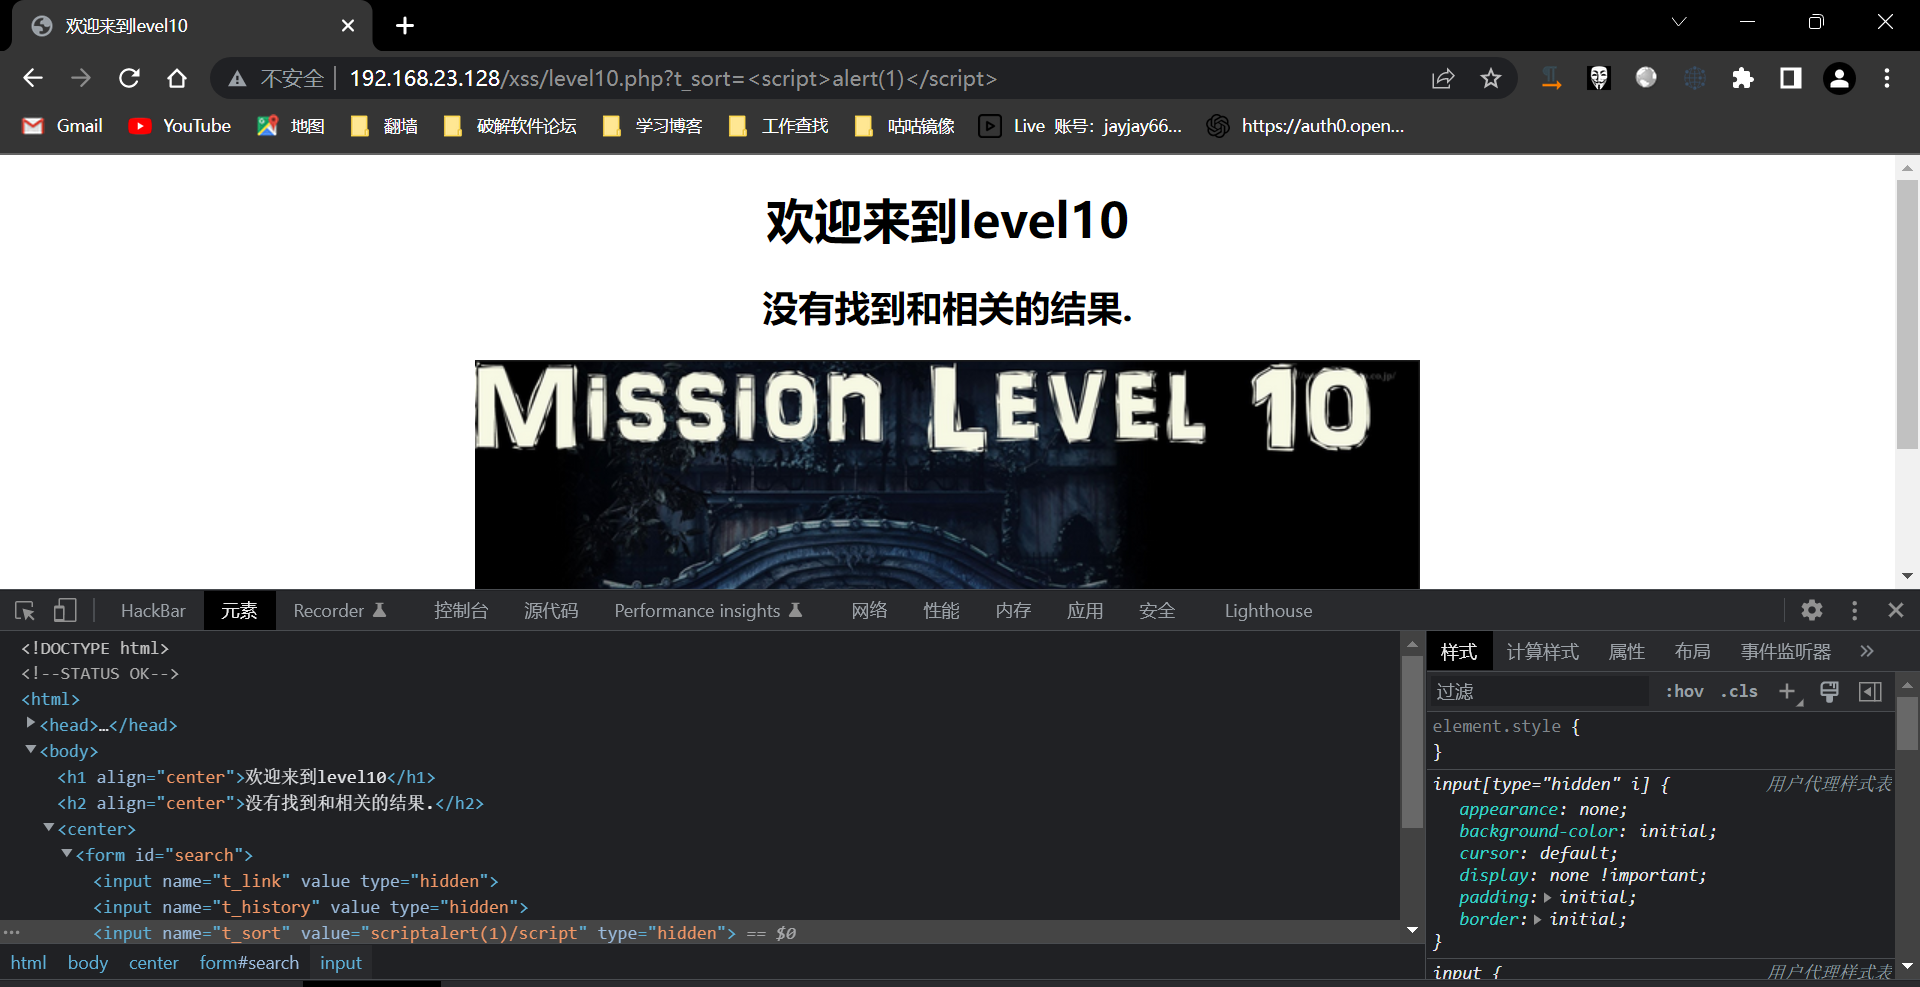 欢迎来到level10
不安全 192.168.23.128/xss/level10.php?t_sort=<script>alert(1)</script>
Gmail YouTube 地图 翻墙 破解软件论坛 学习博客 工作查找 咕咕镜像 Live 账号：jayjay66... https://auth0.open...
欢迎来到level10
没有找到和相关的结果.
Mission Level 10
HackBar 元素 Recorder 控制台 源代码 Performance insights 网络 性能 内存 应用 安全 Lighthouse
<!DOCTYPE html>
<!--STATUS OK-->
<html>
<head>…</head>
<body>
<h1 align="center">欢迎来到level10</h1>
<h2 align="center">没有找到和相关的结果.</h2>
<center>
<form id="search">
<input name="t_link" value type="hidden">
<input name="t_history" value type="hidden">
<input name="t_sort" value="scriptalert(1)/script" type="hidden"> == $0
html body center form#search input
样式 计算样式 属性 布局 事件监听器 »
过滤 :hov .cls
element.style {
}
input[type="hidden" i] { 用户代理样式表
appearance: none;
background-color: initial;
cursor: default;
display: none !important;
padding: initial;
border: initial;
}
input { 用户代理样式表